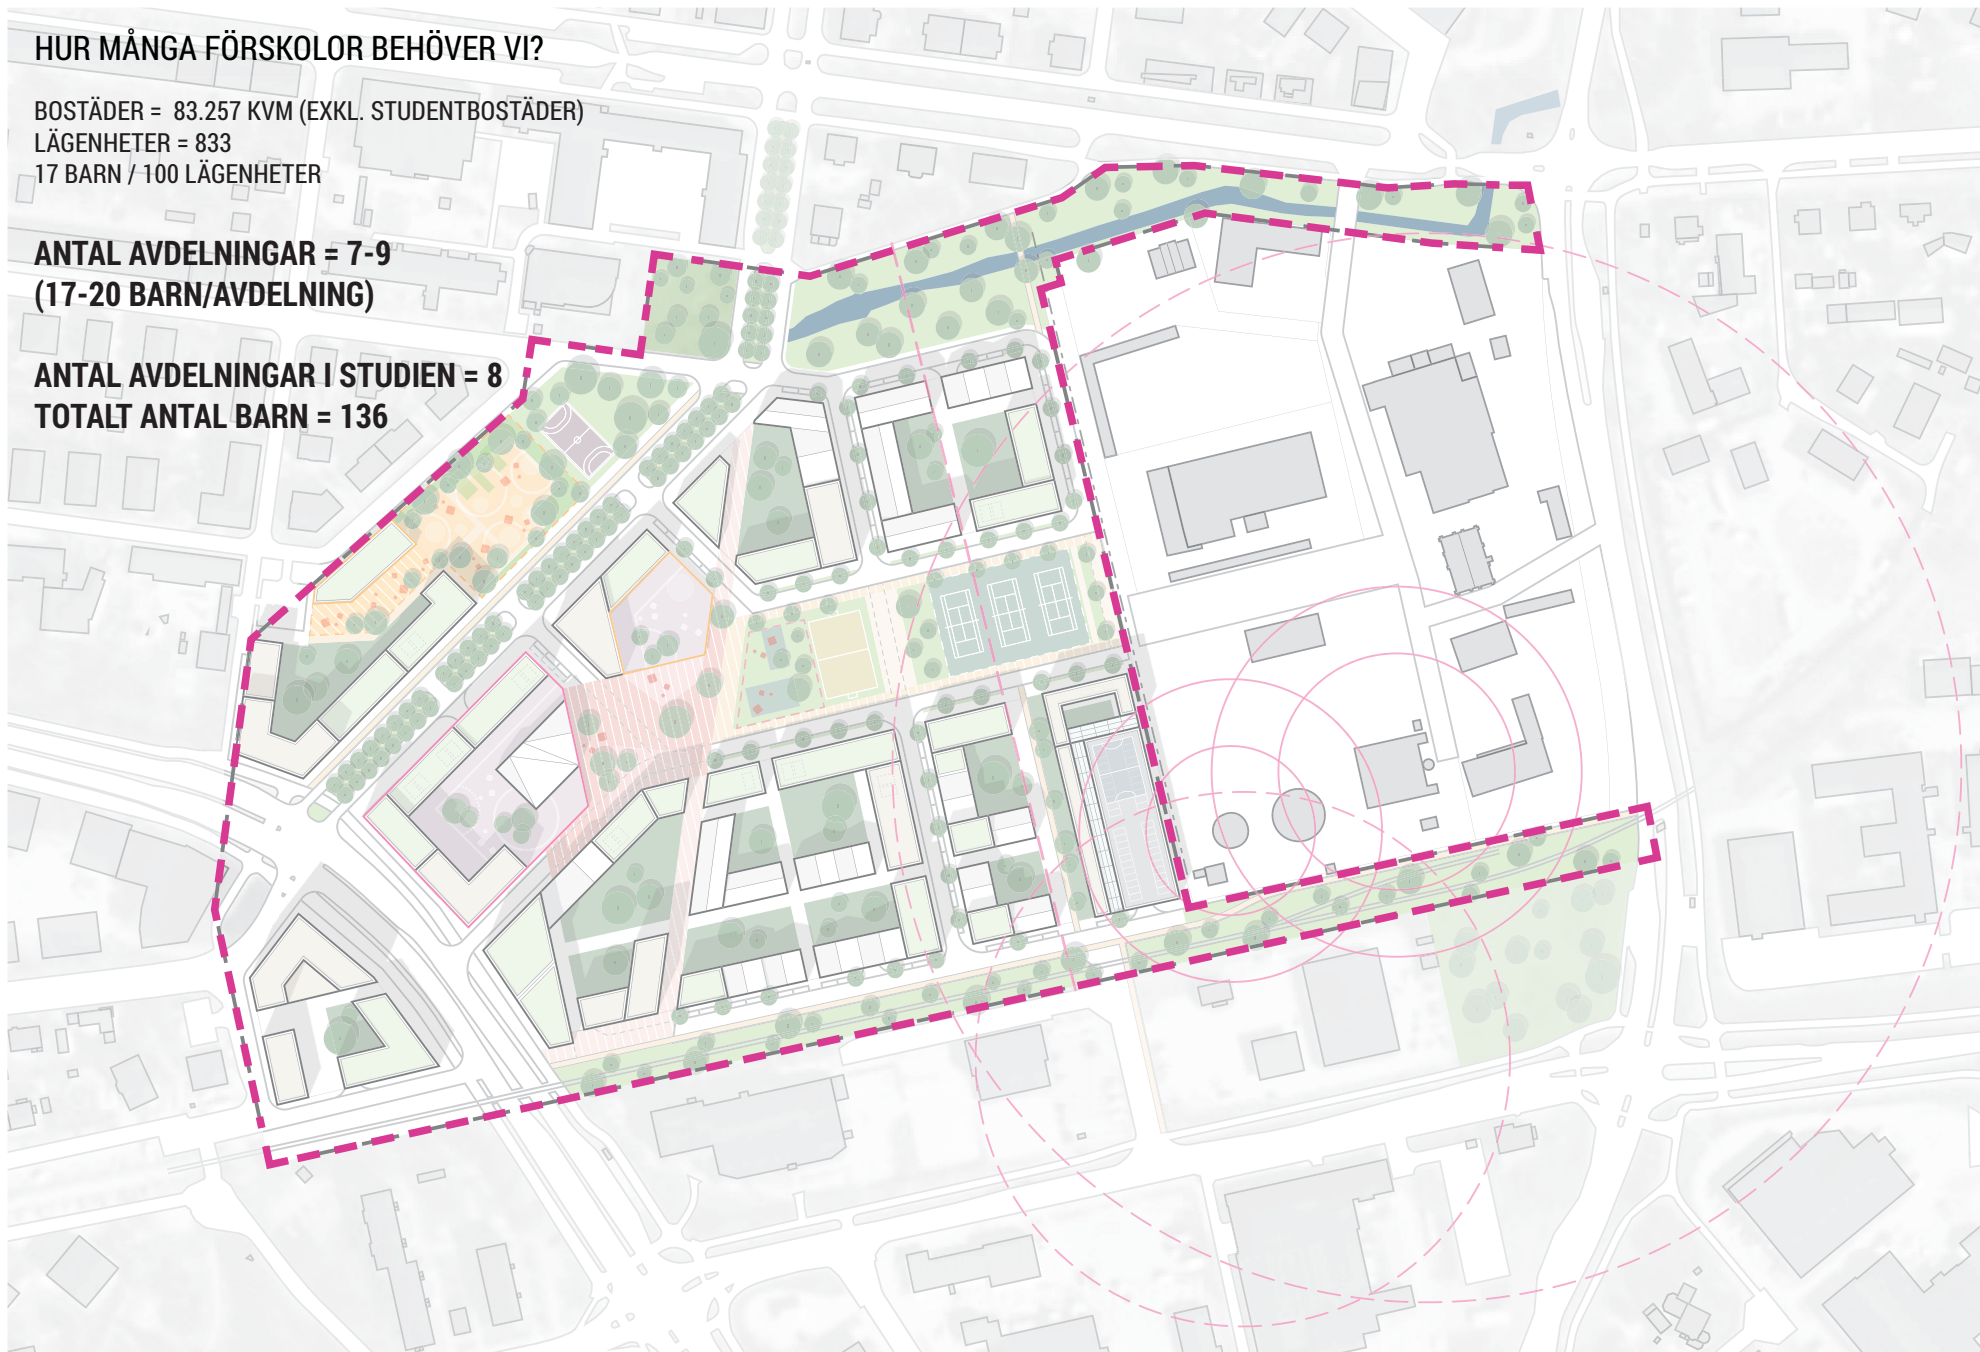 HUR MÅNGA FÖRSKOLOR BEHÖVER VI?
BOSTÄDER = 83.257 KVM (EXKL. STUDENTBOSTÄDER)
LÄGENHETER = 833
17 BARN / 100 LÄGENHETER
ANTAL AVDELNINGAR = 7-9
(17-20 BARN/AVDELNING)
ANTAL AVDELNINGAR I STUDIEN = 8
TOTALT ANTAL BARN = 136